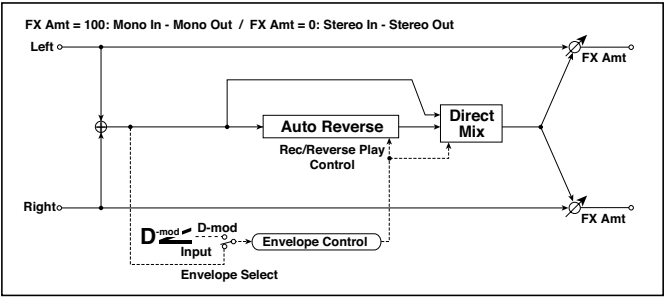 FX Amt = 100: Mono In - Mono Out / FX Amt = 0: Stereo In - Stereo Out
Left
FX Amt
Auto Reverse
Direct
Mix
Rec/Reverse Play
Control
Right
FX Amt
D-mod
D-mod
Input
Envelope Control
Envelope Select